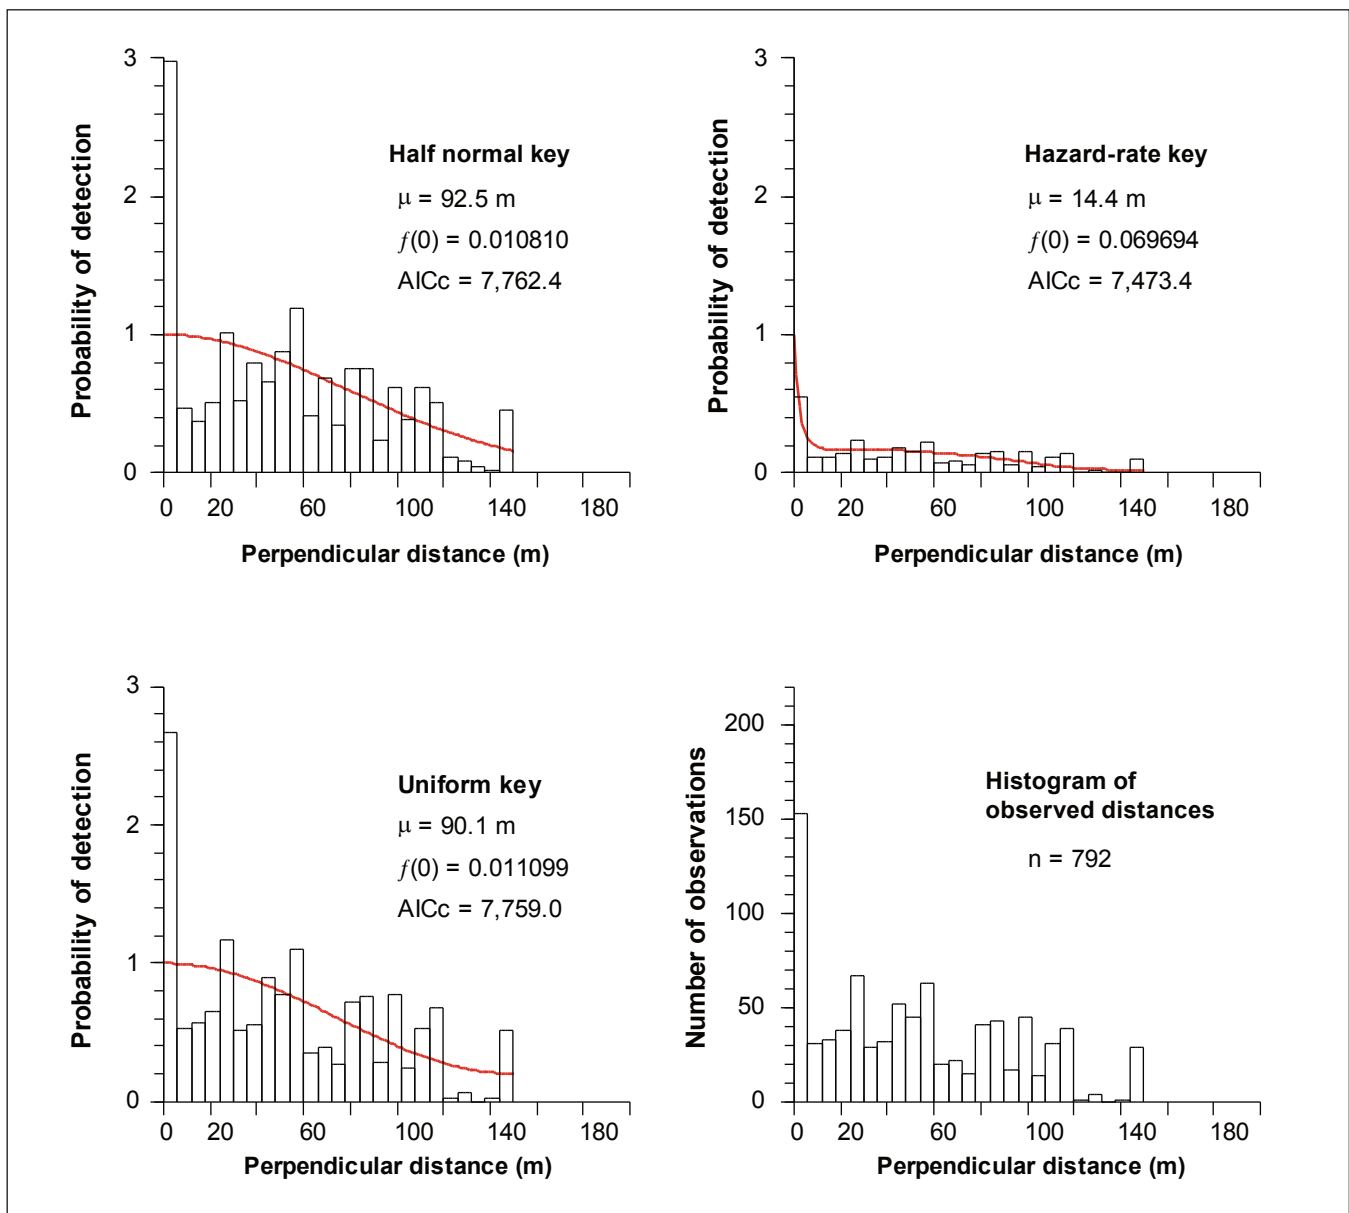 3
2
1
0
Probability of detection
Half normal key
μ = 92.5 m
f(0) = 0.010810
AICc = 7,762.4
0 20 60 100 140 180
Perpendicular distance (m)
3
2
1
0
Probability of detection
Hazard-rate key
μ = 14.4 m
f(0) = 0.069694
AICc = 7,473.4
0 20 60 100 140 180
Perpendicular distance (m)
3
2
1
0
Probability of detection
Uniform key
μ = 90.1 m
f(0) = 0.011099
AICc = 7,759.0
0 20 60 100 140 180
Perpendicular distance (m)
200
150
100
50
0
Number of observations
Histogram of
observed distances
n = 792
0 20 60 100 140 180
Perpendicular distance (m)